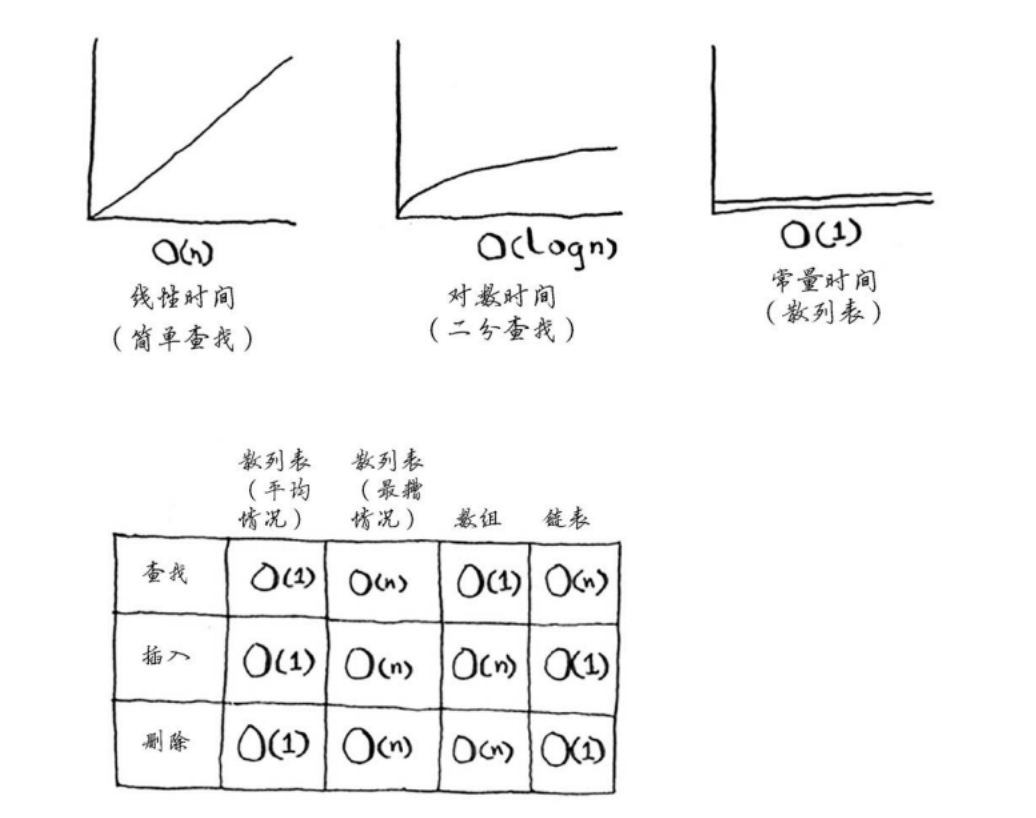 O(n)
线性时间
（简单查找）
O(logn)
对数时间
（二分查找）
O(1)
常量时间
（散列表）
散列表
（平均
情况）
散列表
（最糟
情况）
数组
链表
查找 O(1) O(n) O(1) O(n)
插入 O(1) O(n) O(n) O(1)
删除 O(1) O(n) O(n) O(1)